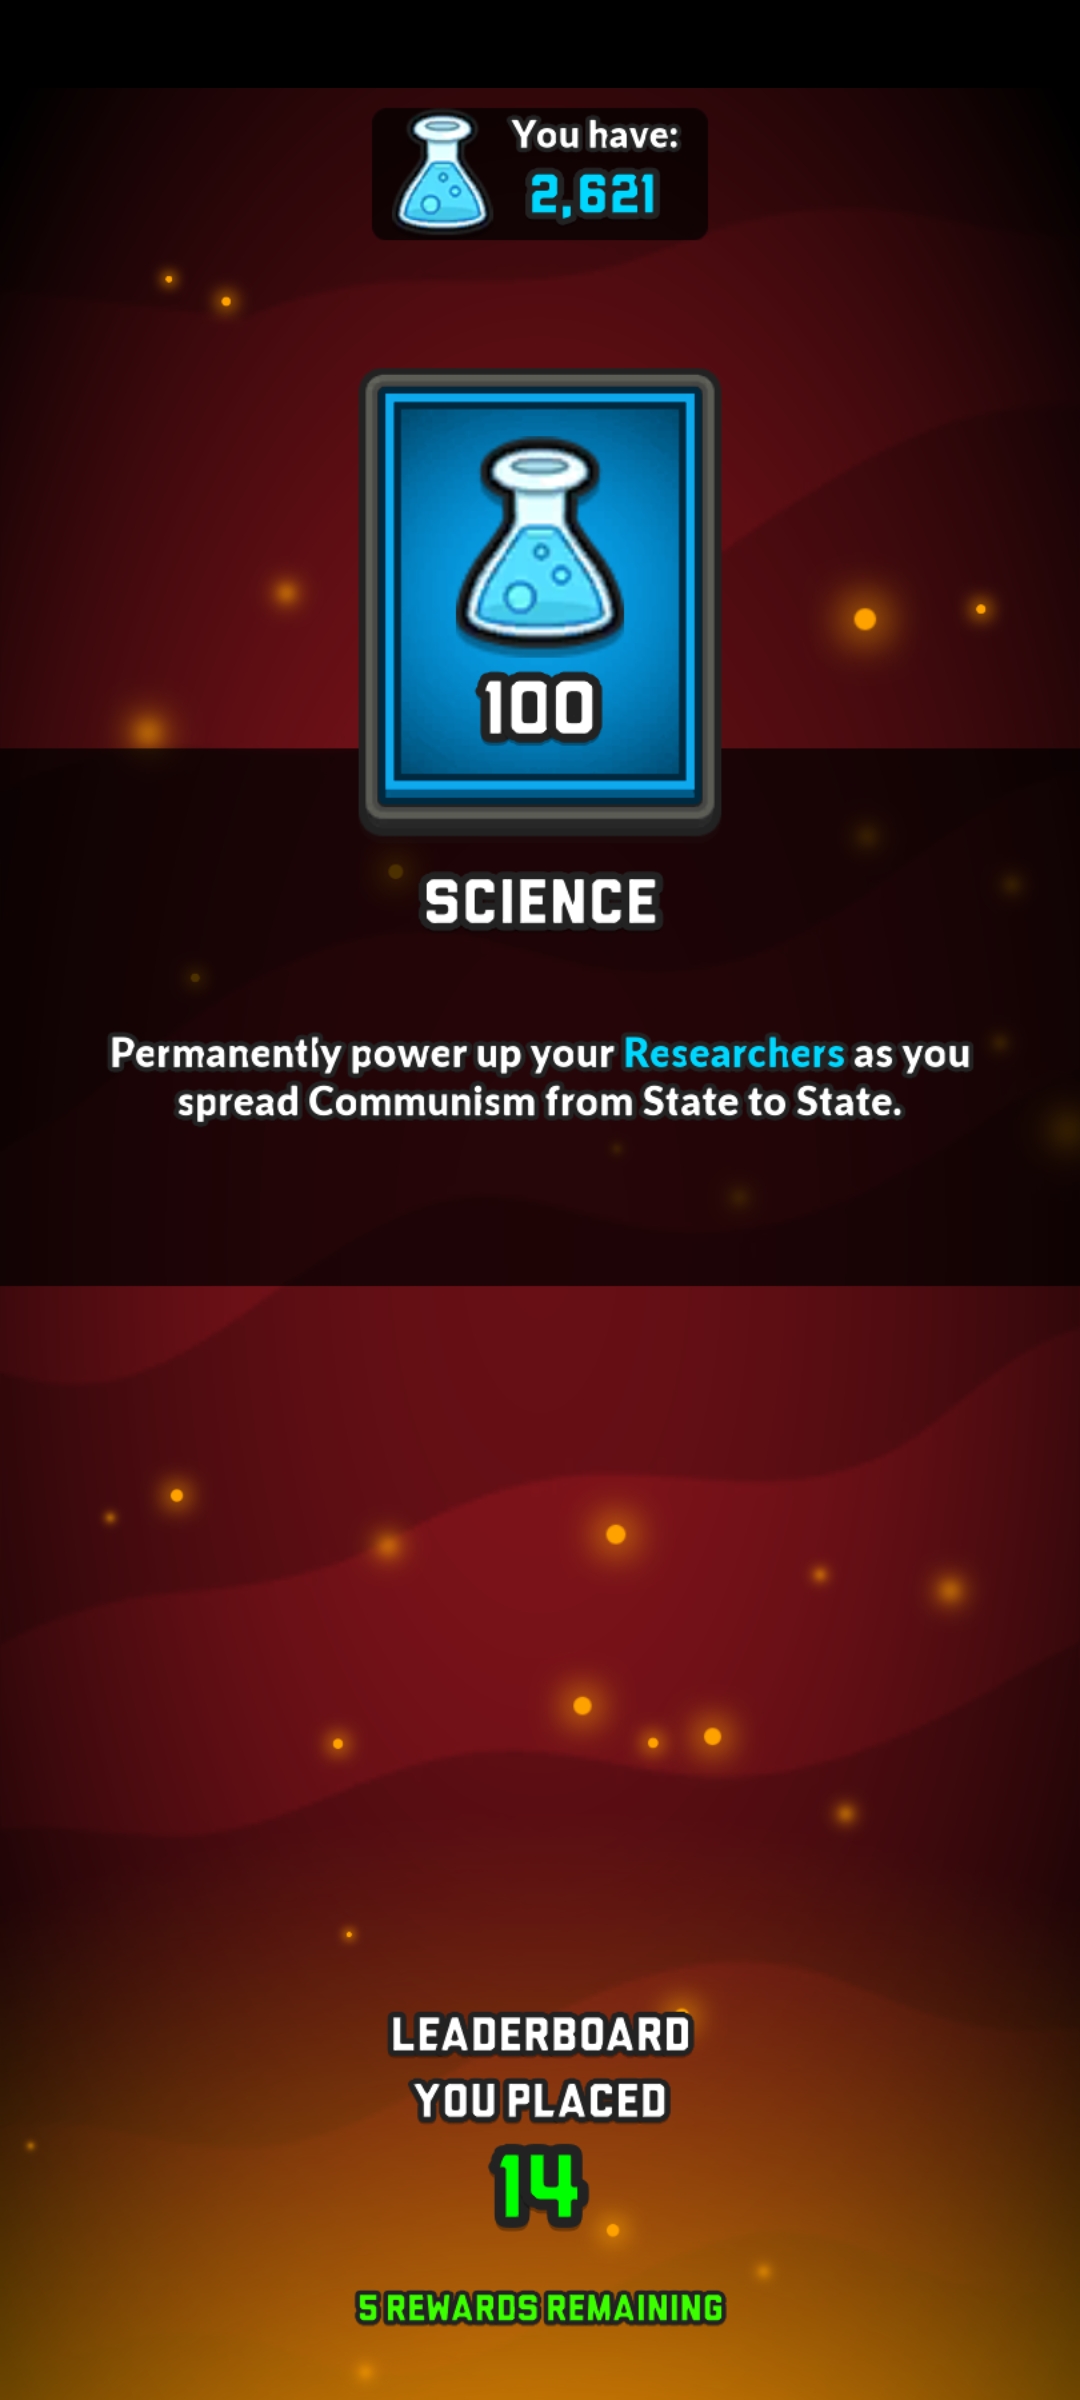 You have:
2,621
100
SCIENCE
Permanently power up your Researchers as you
spread Communism from State to State.
LEADERBOARD
YOU PLACED
14
5 REWARDS REMAINING